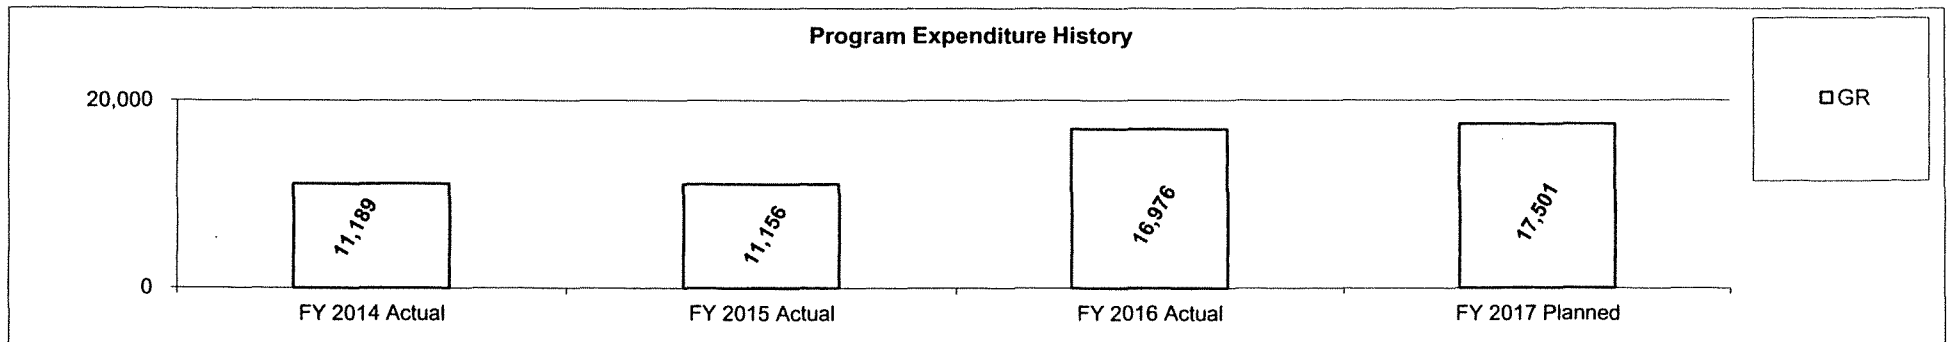 Program Expenditure History
GR
20,000
11,189
11,156
16,976
17,501
0
FY 2014 Actual
FY 2015 Actual
FY 2016 Actual
FY 2017 Planned